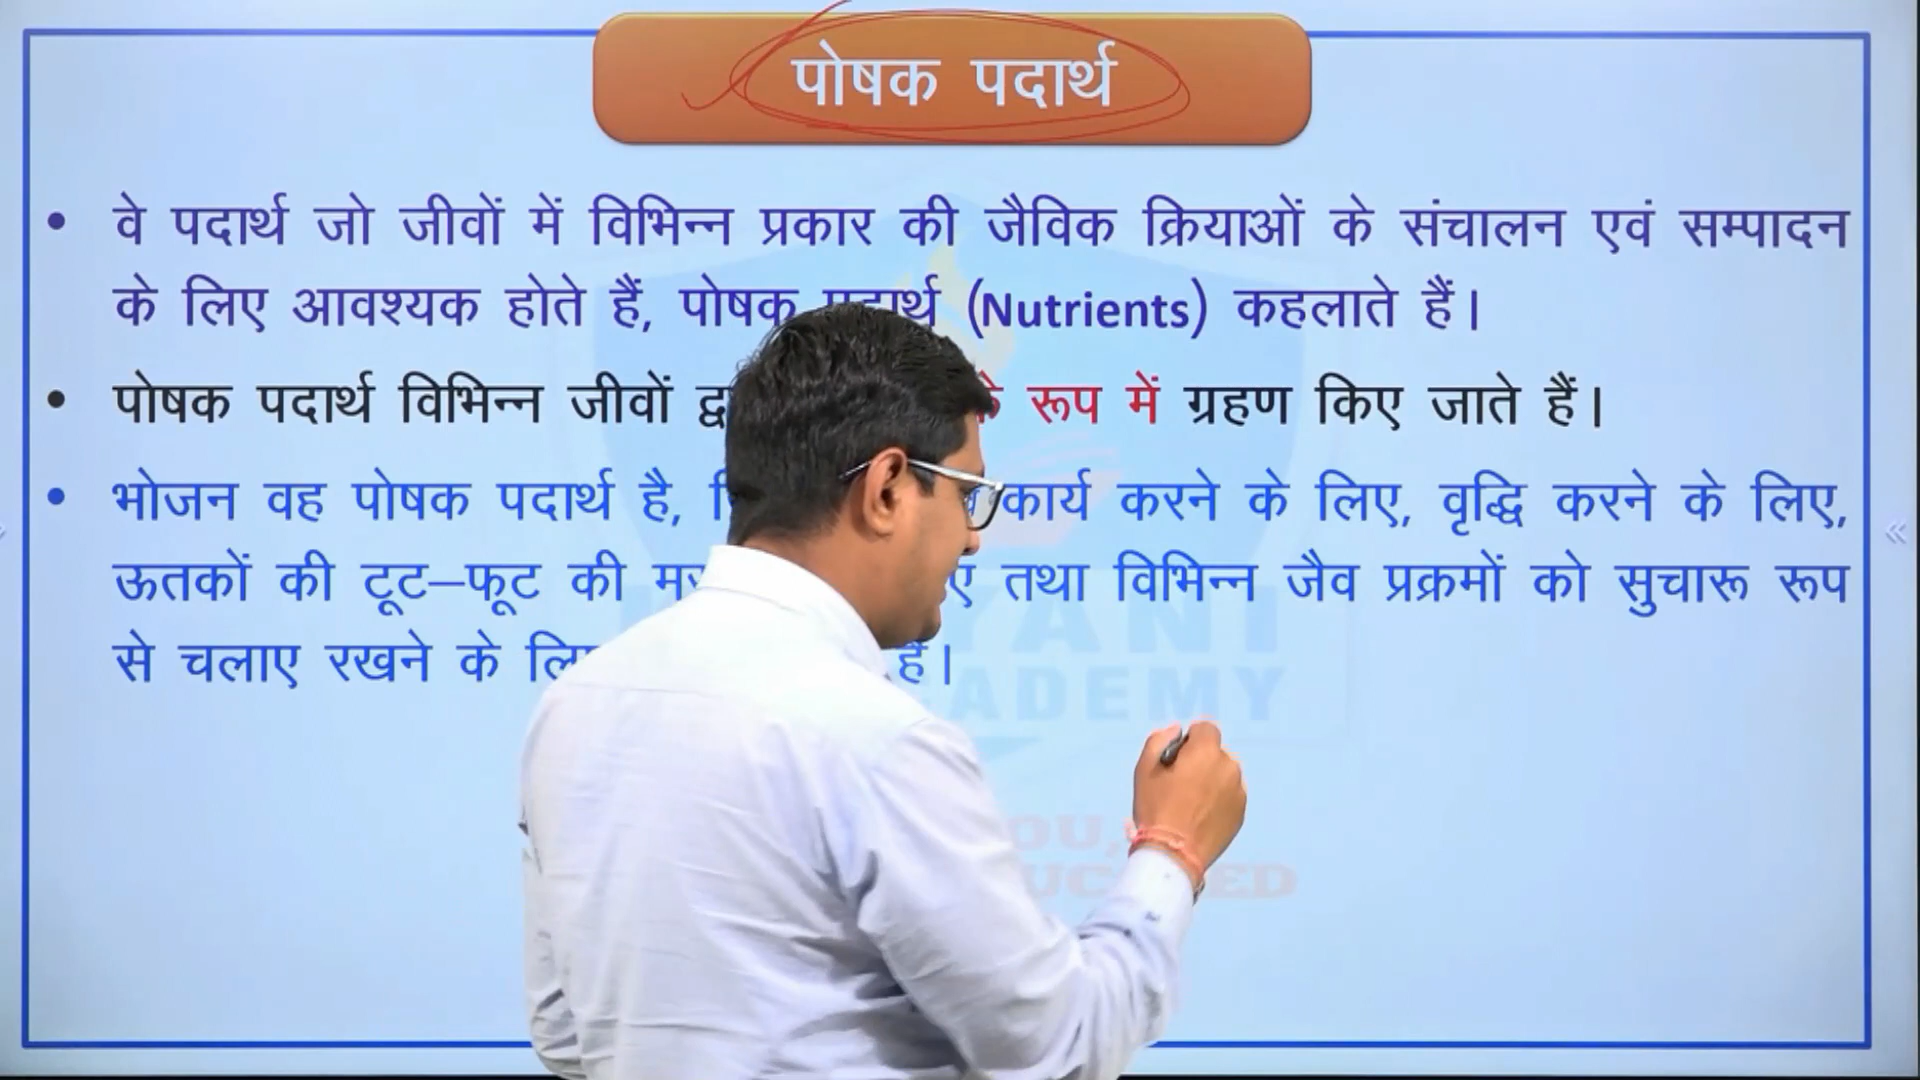 पोषक पदार्थ
• वे पदार्थ जो जीवों में विभिन्न प्रकार की जैविक क्रियाओं के संचालन एवं सम्पादन
के लिए आवश्यक होते हैं, पोषक पदार्थ (Nutrients) कहलाते हैं।
• पोषक पदार्थ विभिन्न जीवों के रूप में ग्रहण किए जाते हैं।
• भोजन वह पोषक पदार्थ है, कार्य करने के लिए, वृद्धि करने के लिए,
ऊतकों की टूट–फूट की तथा विभिन्न जैव प्रक्रमों को सुचारू रूप
से चलाए रखने के हैं।